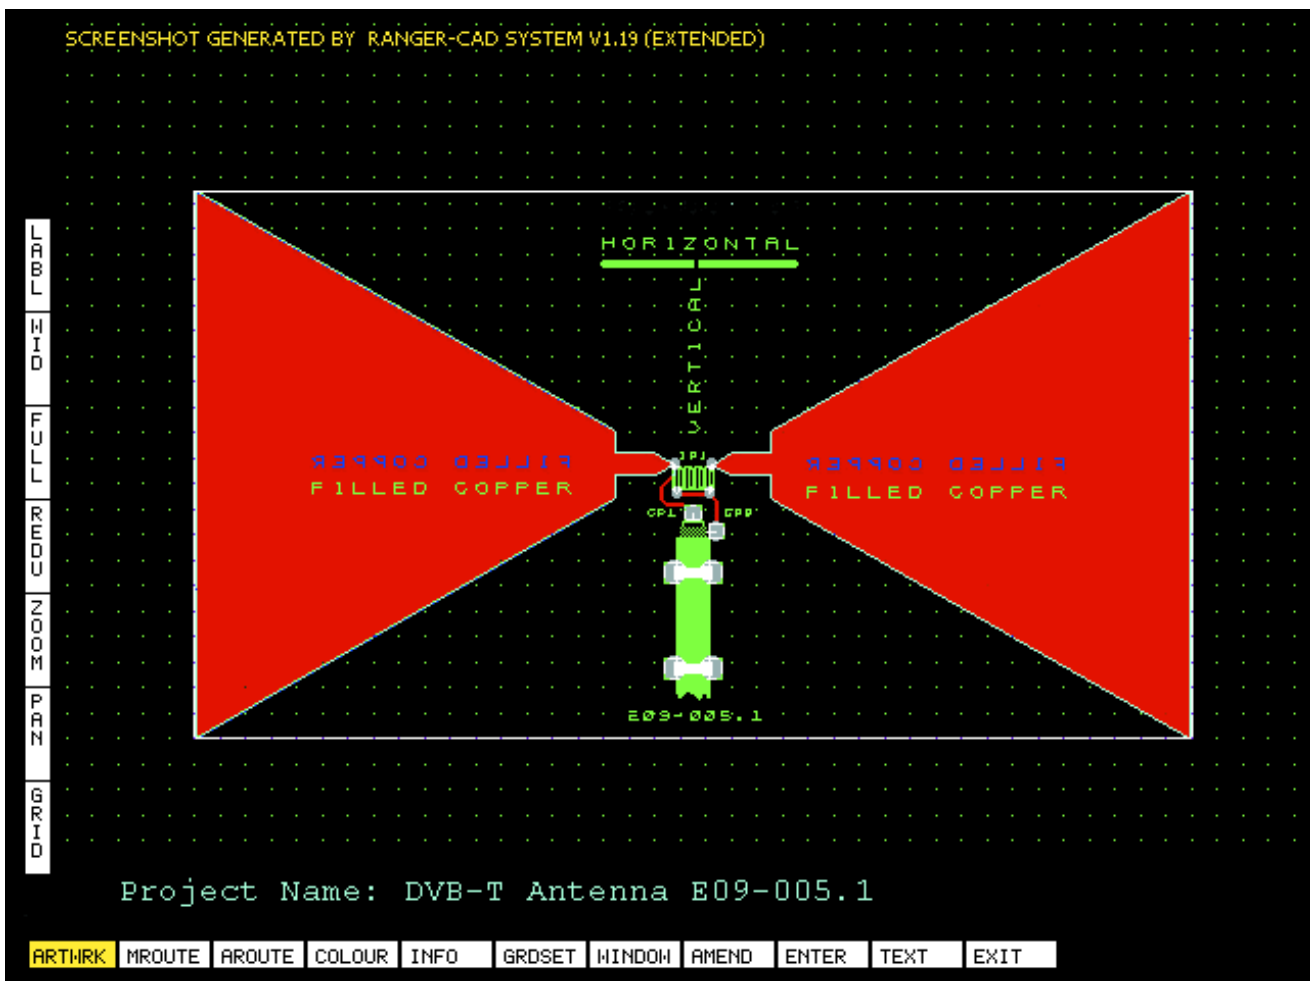 SCREENSHOT GENERATED BY RANGER-CAD SYSTEM V1.19 (EXTENDED)
LABL
WID
FULL
REDU
ZOOM
PAN
GRID
HORIZONTAL
VERTICAL
FILLED COPPER
FILLED COPPER
FILLED COPPER
FILLED COPPER
E09-005.1
Project Name: DVB-T Antenna E09-005.1
ARTWRK MROUTE AROUTE COLOUR INFO GRDSET WINDOW AMEND ENTER TEXT EXIT